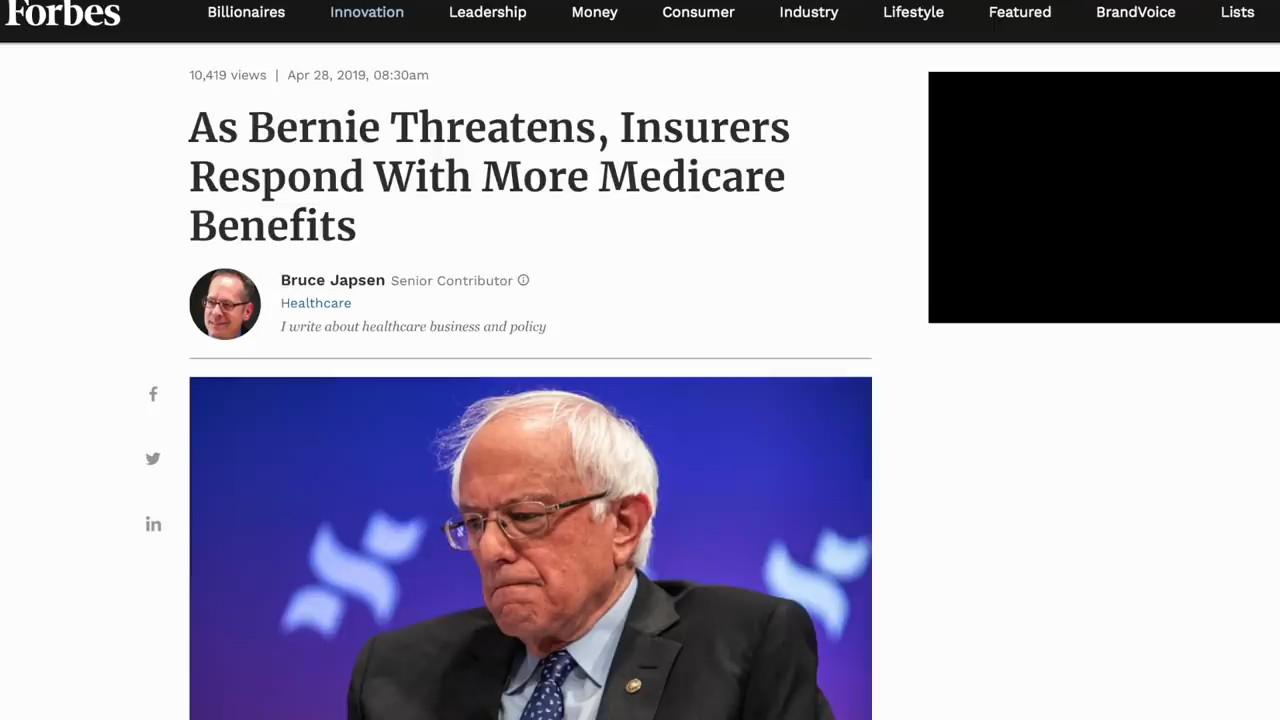 Forbes
Billionaires Innovation Leadership Money Consumer Industry Lifestyle Featured BrandVoice Lists
10,419 views | Apr 28, 2019, 08:30am
As Bernie Threatens, Insurers
Respond With More Medicare
Benefits
Bruce Japsen Senior Contributor
Healthcare
I write about healthcare business and policy
f
in